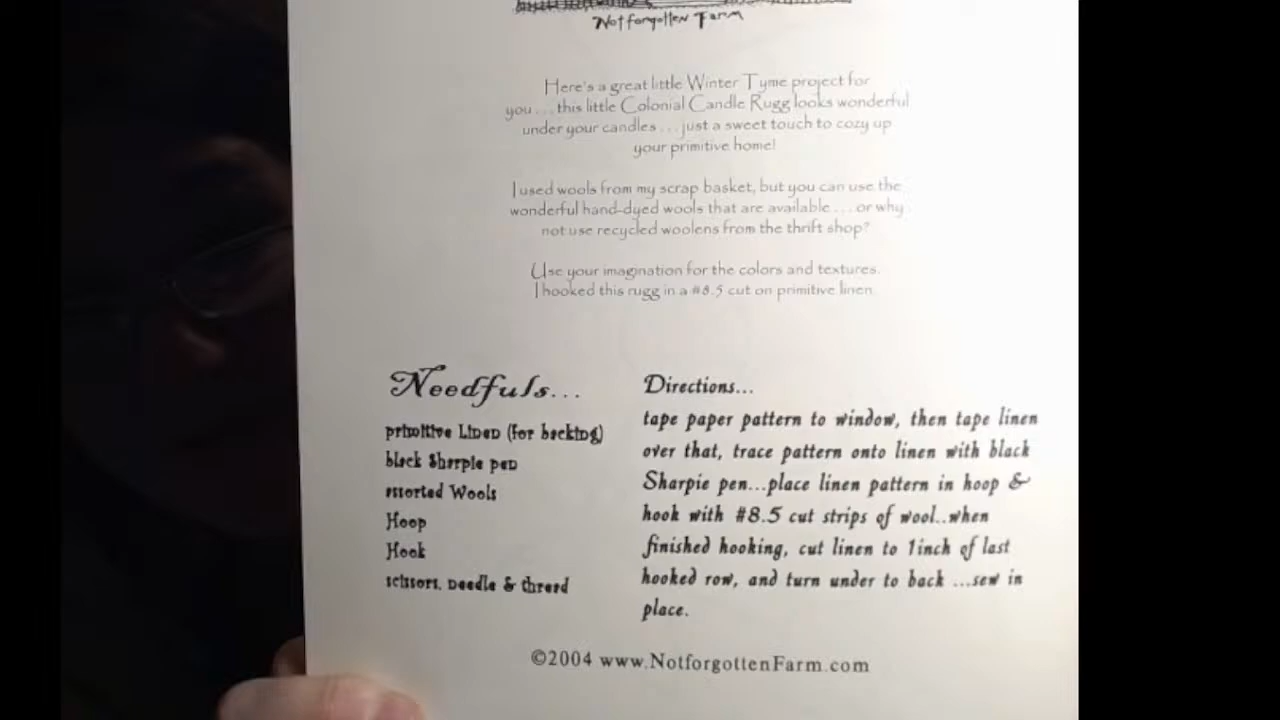 Notforgotten Farm
Here's a great little Winter Tyme project for
you . . . this little Colonial Candle Rugg looks wonderful
under your candles . . . just a sweet touch to cozy up
your primitive home!
I used wools from my scrap basket, but you can use the
wonderful hand-dyed wools that are available . . . or why
not use recycled woolens from the thrift shop?
Use your imagination for the colors and textures.
I hooked this rugg in a #8.5 cut on primitive linen.
Needfuls...
primitive Linen (for backing)
black Sharpie pen
assorted Wools
Hoop
Hook
scissors, needle & thread
Directions...
tape paper pattern to window, then tape linen
over that, trace pattern onto linen with black
Sharpie pen...place linen pattern in hoop &
hook with #8.5 cut strips of wool..when
finished hooking, cut linen to 1inch of last
hooked row, and turn under to back ...sew in
place.
©2004 www.NotforgottenFarm.com